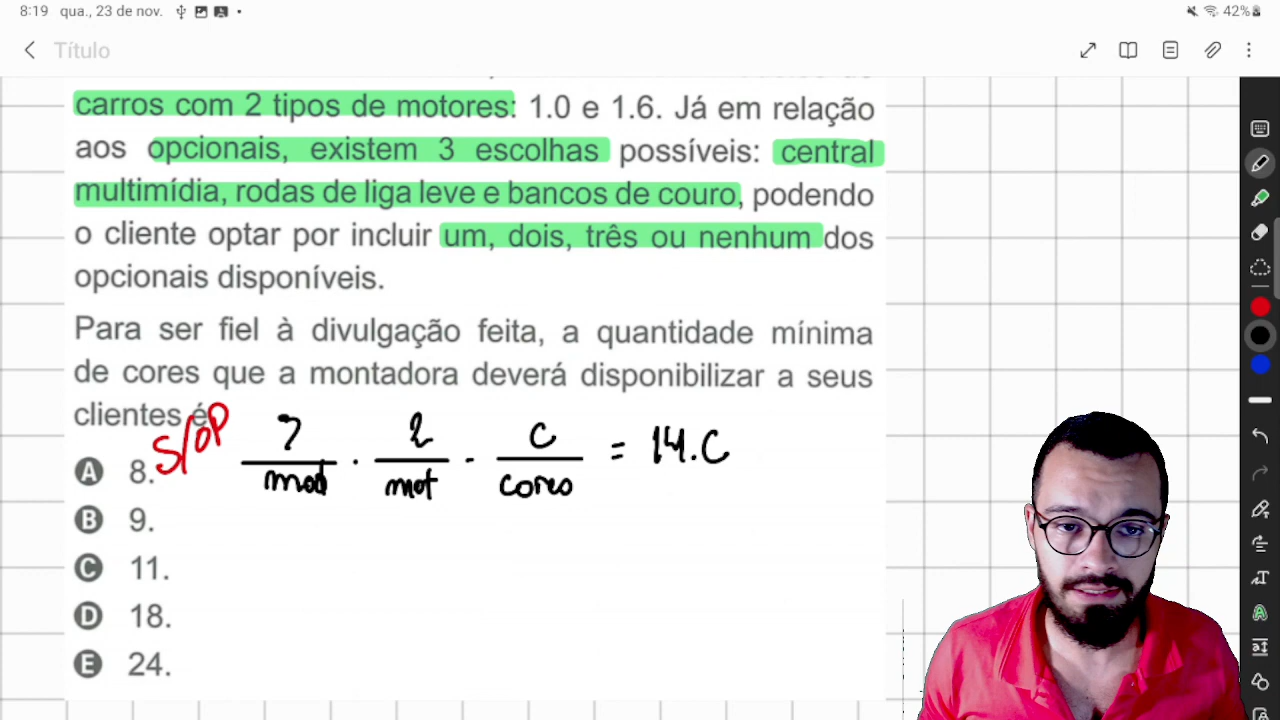 8:19 qua., 23 de nov.
42%
Título
carros com 2 tipos de motores: 1.0 e 1.6. Já em relação
aos opcionais, existem 3 escolhas possíveis: central
multimídia, rodas de liga leve e bancos de couro, podendo
o cliente optar por incluir um, dois, três ou nenhum dos
opcionais disponíveis.
Para ser fiel à divulgação feita, a quantidade mínima
de cores que a montadora deverá disponibilizar a seus
clientes é
S/OP 7/mod . 2/mot . C/cores = 14.C
A 8.
B 9.
C 11.
D 18.
E 24.